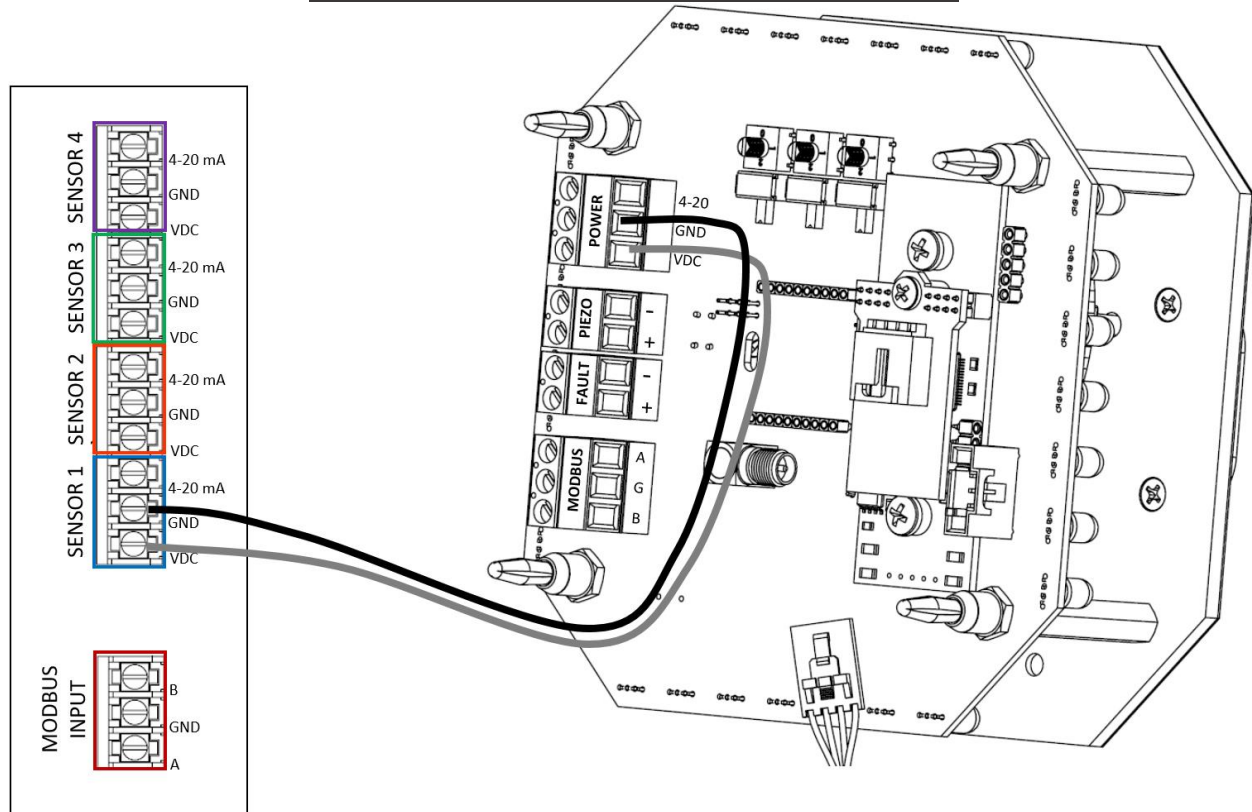 SENSOR 4
4-20 mA
GND
VDC
SENSOR 3
4-20 mA
GND
VDC
SENSOR 2
4-20 mA
GND
VDC
SENSOR 1
4-20 mA
GND
VDC
MODBUS
INPUT
B
GND
A
POWER
4-20
GND
VDC
PIEZO
-
+
FAULT
-
+
MODBUS
A
G
B